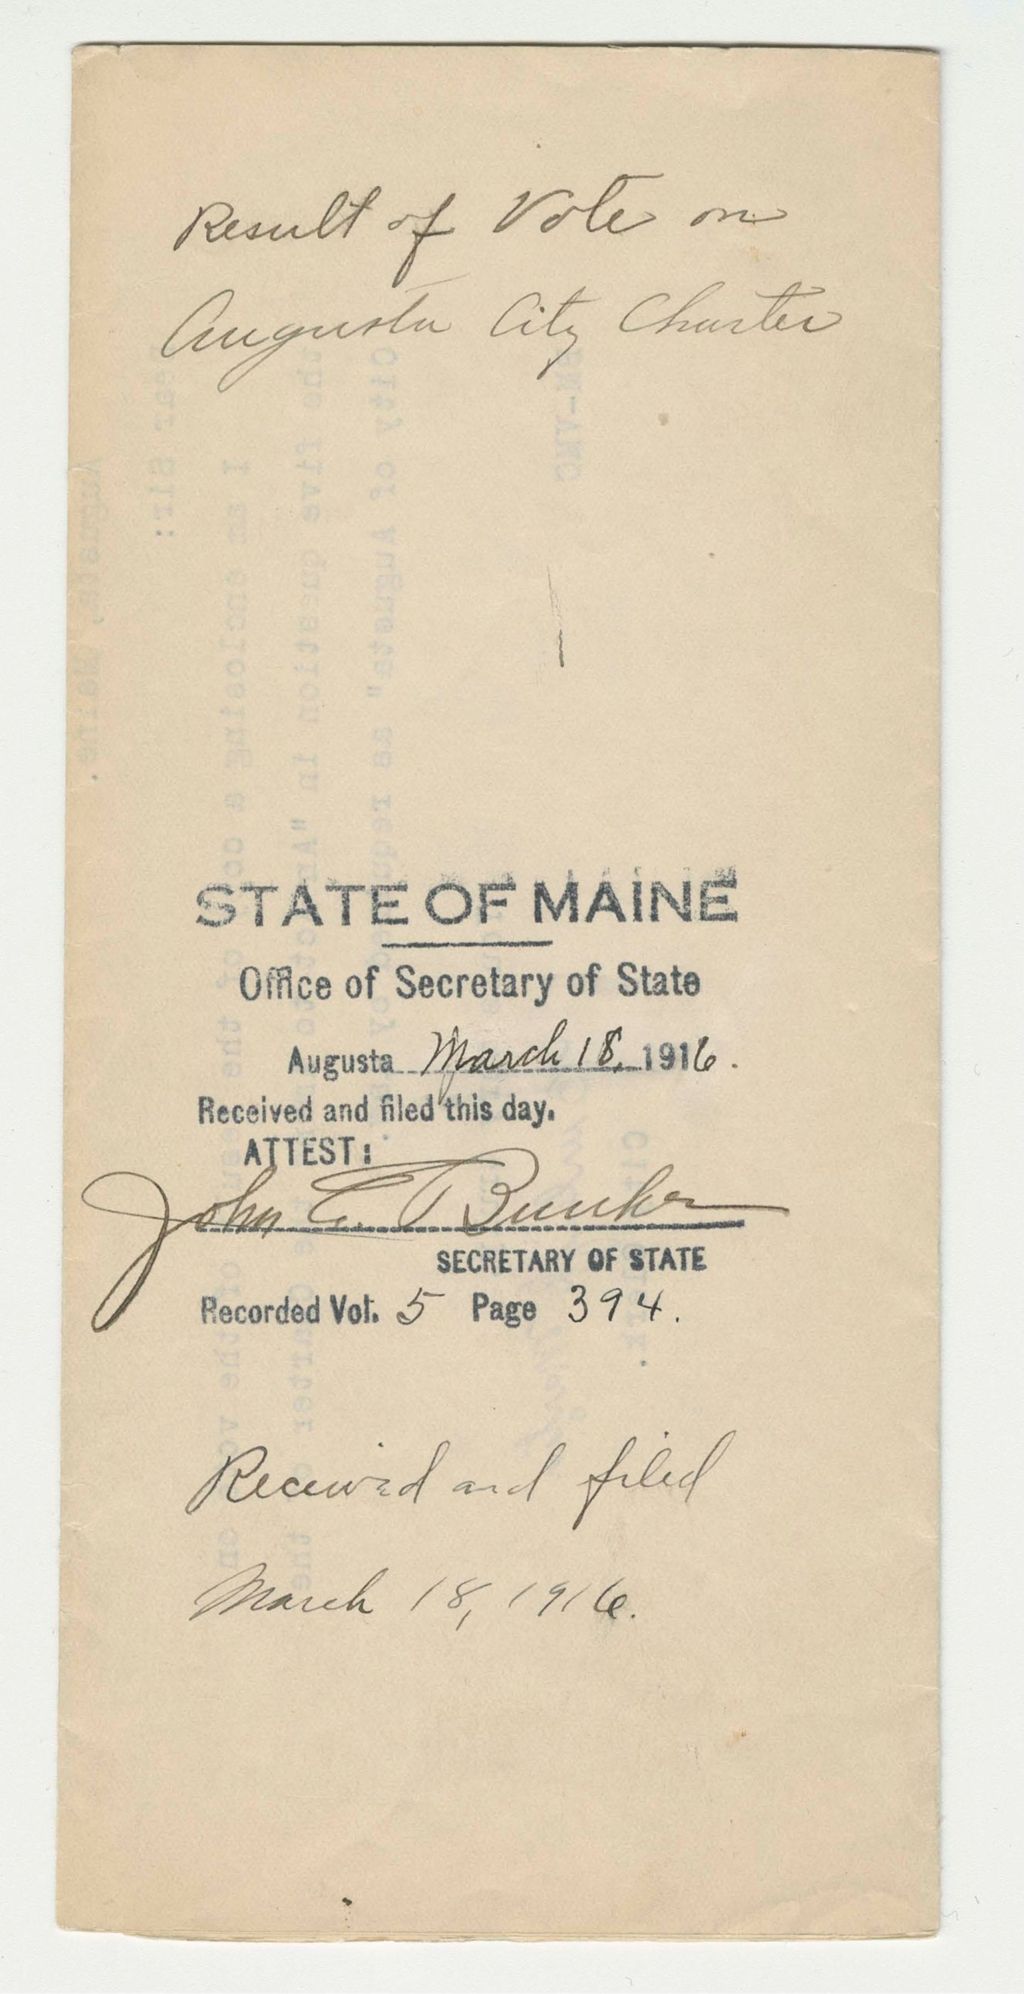 Result of Vote on
Augusta City Charter
STATE OF MAINE
Office of Secretary of State
Augusta March 18, 1916.
Received and filed this day.
ATTEST:
John E. Bunker
SECRETARY OF STATE
Recorded Vol. 5 Page 394.
Received and filed
March 18, 1916.